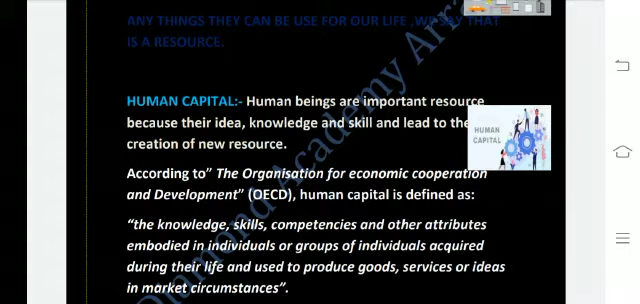 ANY THINGS THEY CAN BE USE FOR OUR LIFE ,WE SAY THAT
IS A RESOURCE.
HUMAN CAPITAL:- Human beings are important resource
because their idea, knowledge and skill and lead to the
creation of new resource.
HUMAN
CAPITAL
According to" The Organisation for economic cooperation
and Development" (OECD), human capital is defined as:
"the knowledge, skills, competencies and other attributes
embodied in individuals or groups of individuals acquired
during their life and used to produce goods, services or ideas
in market circumstances".
Diamond Academy Arra